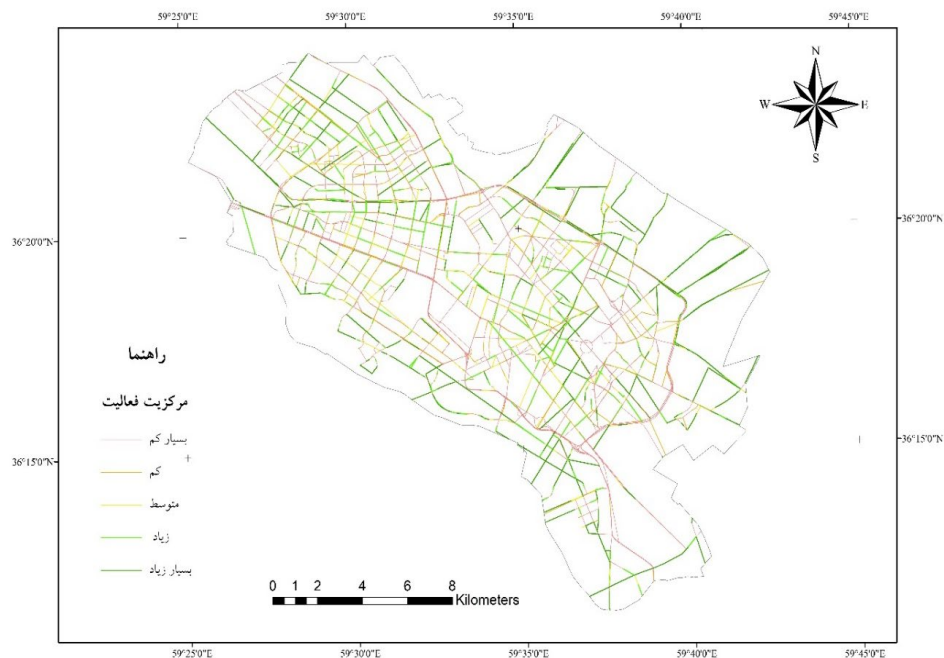 59°25'0"E 59°30'0"E 59°35'0"E 59°40'0"E 59°45'0"E
N
W E
S
36°20'0"N 36°20'0"N
راهنما
مرکزیت فعالیت
بسیار کم
کم
متوسط
زیاد
بسیار زیاد
36°15'0"N 36°15'0"N
0 1 2 4 6 8
Kilometers
59°25'0"E 59°30'0"E 59°35'0"E 59°40'0"E 59°45'0"E